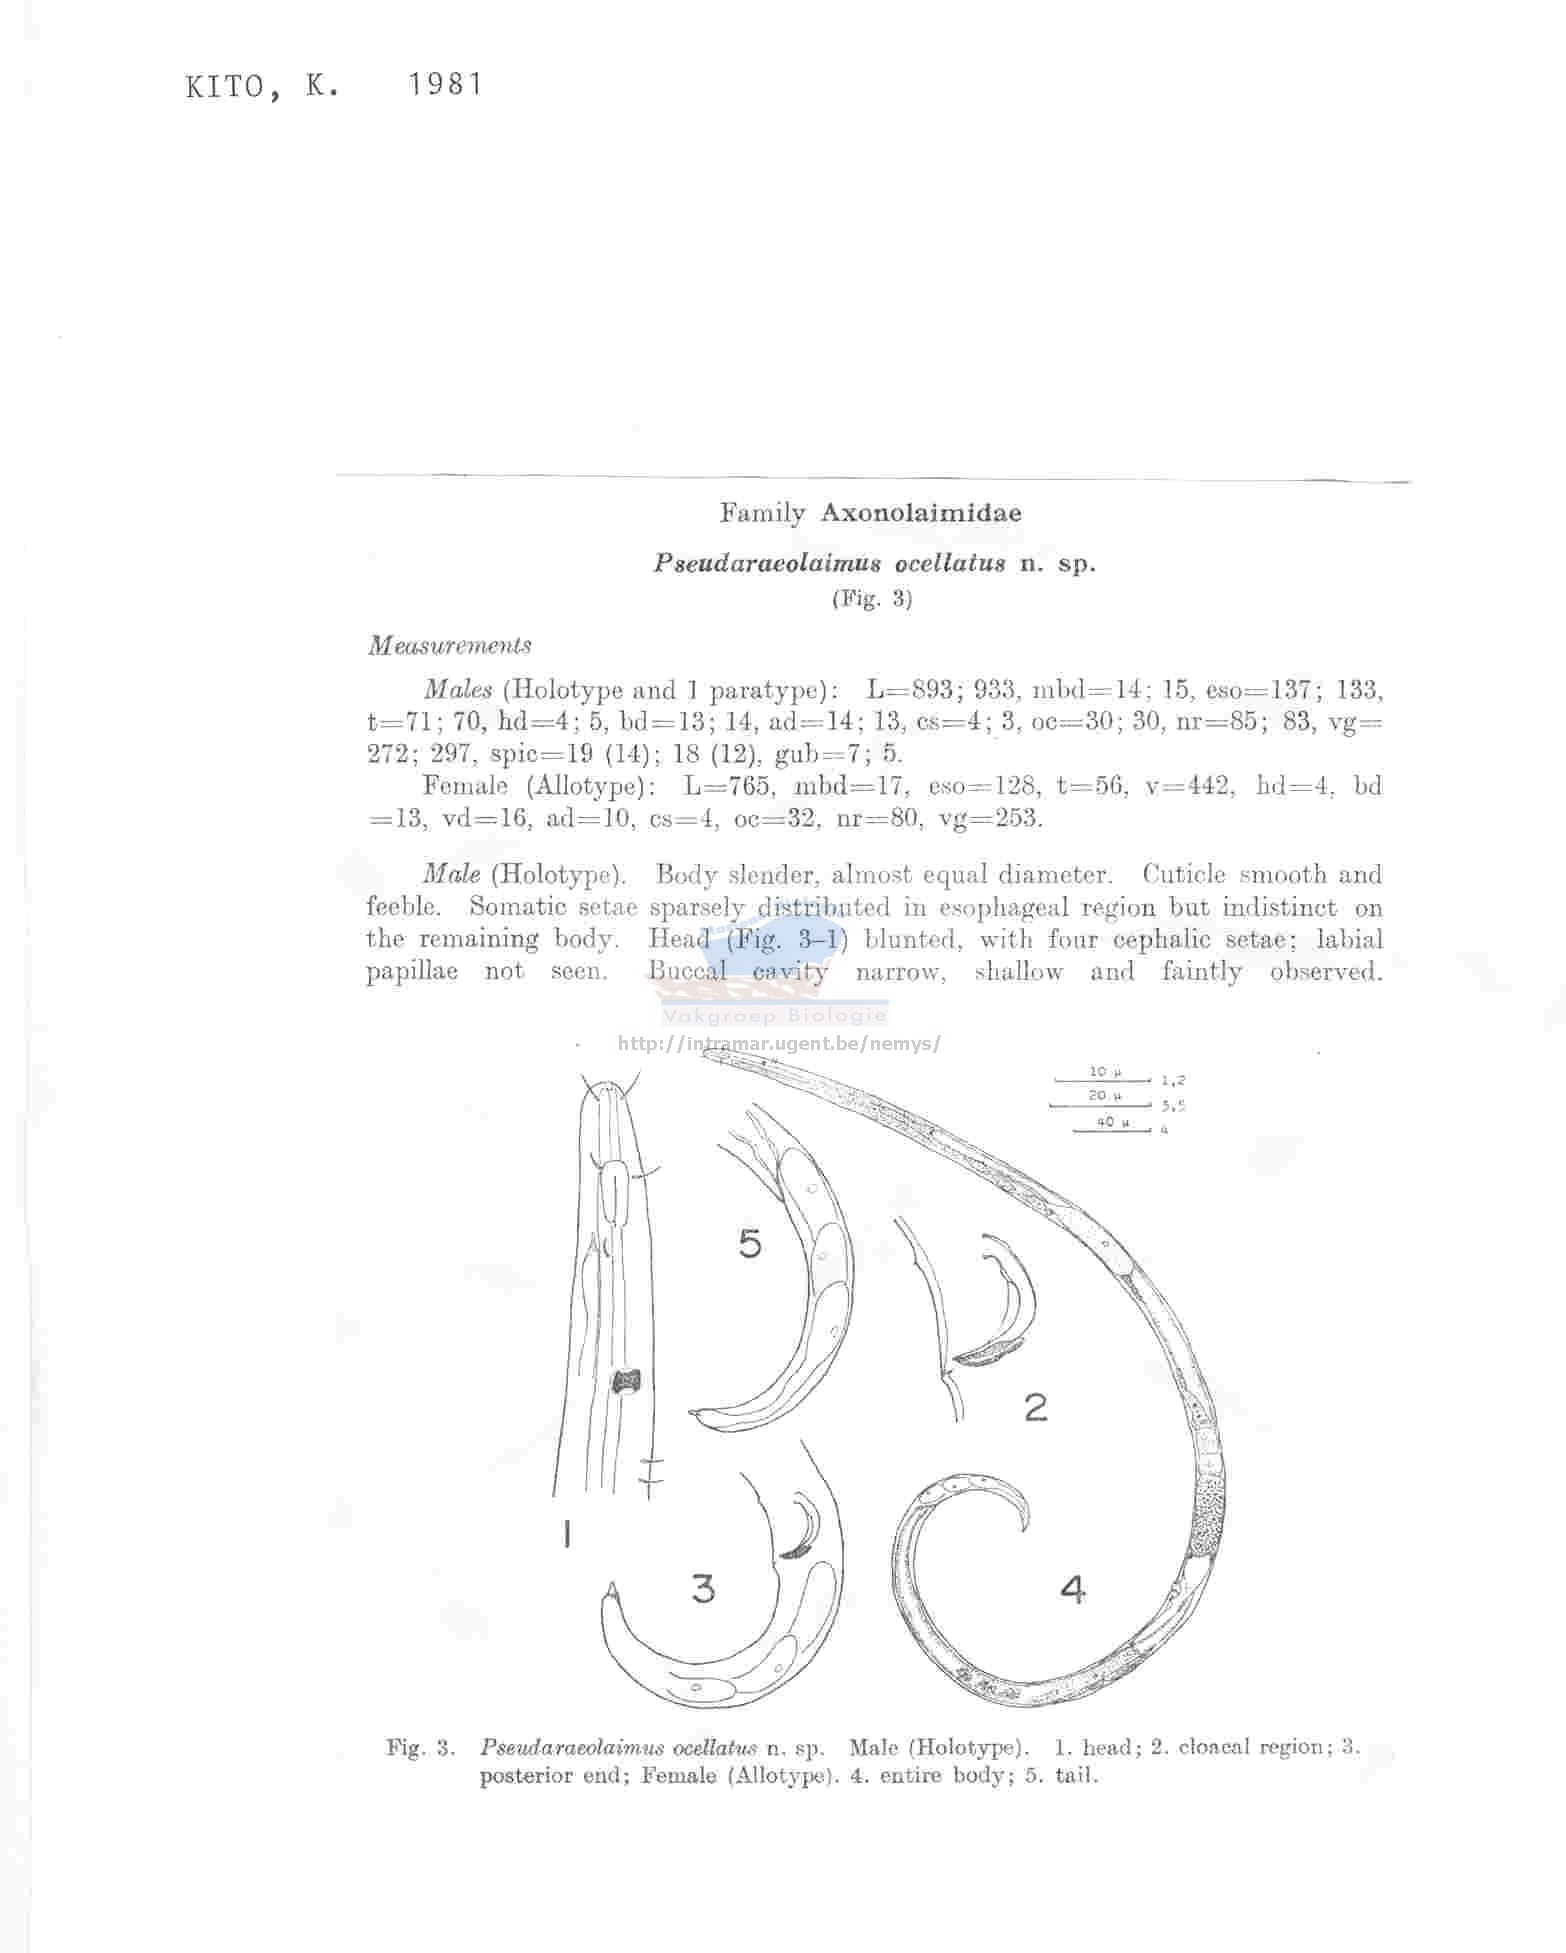 KITO, K. 1981
Family Axonolaimidae
Pseudaraeolaimus ocellatus n. sp.
(Fig. 3)
Measurements
Males (Holotype and 1 paratype): L=893; 933, mbd=14; 15, eso=137; 133,
t=71; 70, hd=4; 5, bd=13; 14, ad=14; 13, cs=4; 3, oc=30; 30, nr=85; 83, vg=
272; 297, spic=19 (14); 18 (12), gub=7; 5.
Female (Allotype): L=765, mbd=17, eso=128, t=56, v=442, hd=4, bd
=13, vd=16, ad=10, cs=4, oc=32, nr=80, vg=253.
Male (Holotype). Body slender, almost equal diameter. Cuticle smooth and
feeble. Somatic setae sparsely distributed in esophageal region but indistinct on
the remaining body. Head (Fig. 3–1) blunted, with four cephalic setae; labial
papillae not seen. Buccal cavity narrow, shallow and faintly observed.
Vakgroep Biologie
http://intramar.ugent.be/nemys/
10 µ 1,2
20 µ 3,5
40 µ 4
5
2
1
3
4
Fig. 3. Pseudaraeolaimus ocellatus n. sp. Male (Holotype). 1. head; 2. cloacal region; 3.
posterior end; Female (Allotype). 4. entire body; 5. tail.